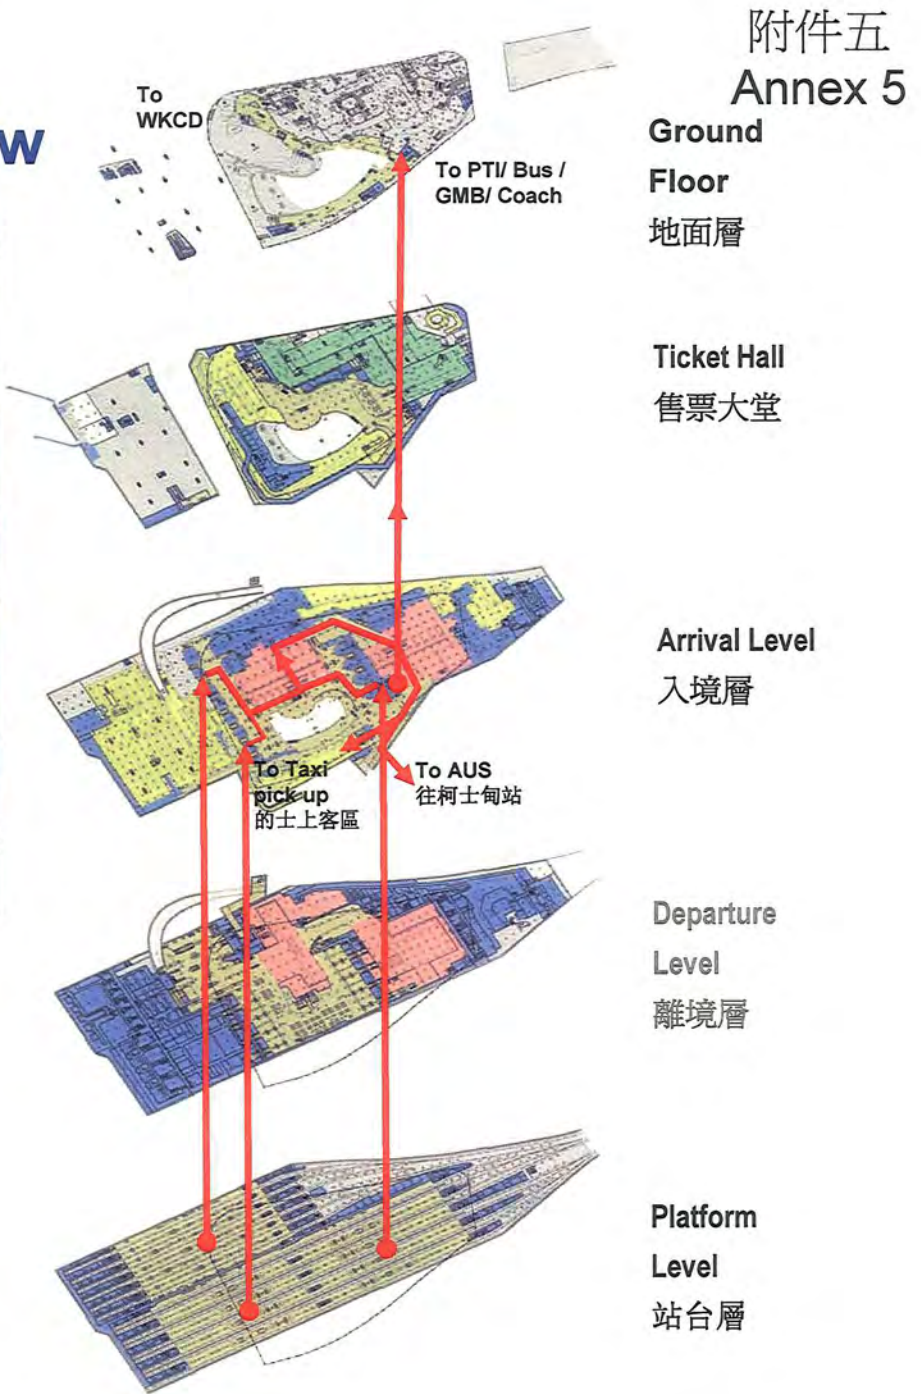 附件五
Annex 5
w
To
WKCD
To PTI/ Bus /
GMB/ Coach
Ground
Floor
地面層
Ticket Hall
售票大堂
Arrival Level
入境層
To Taxi
pick up
的士上客區
To AUS
往柯士甸站
Departure
Level
離境層
Platform
Level
站台層